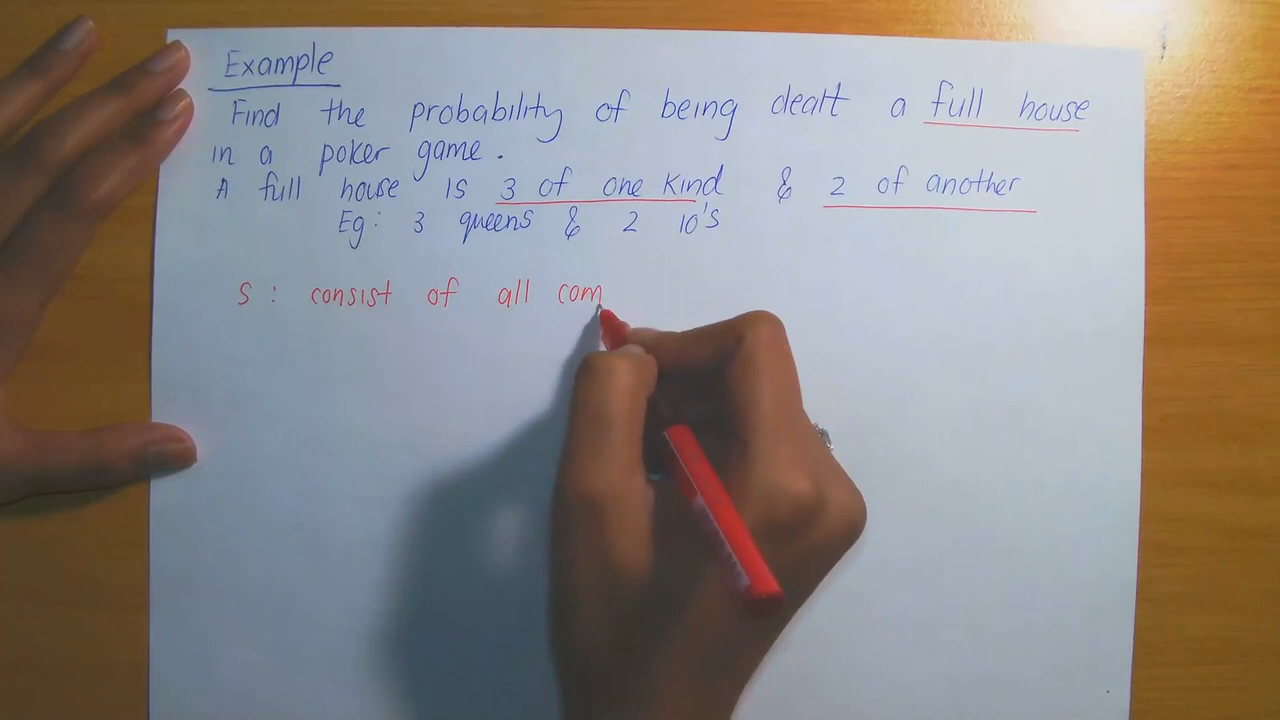 Example
Find the probability of being dealt a full house
in a poker game.
A full house is 3 of one kind & 2 of another
Eg: 3 queens & 2 10's
S: consist of all com